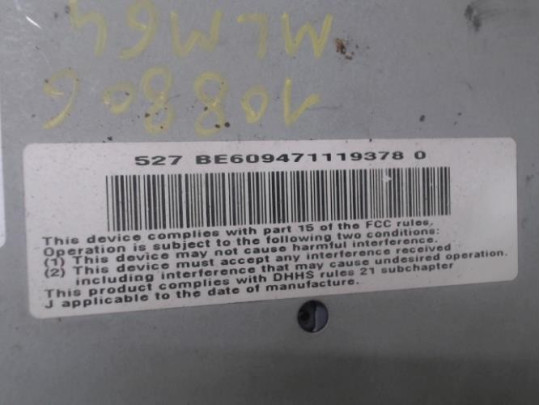 MLMG4
108806
527 BE609471119378 0
This device complies with part 15 of the FCC rules.
Operation is subject to the following two conditions:
(1) This device may not cause harmful interference.
(2) This device must accept any interference received
including interference that may cause undesired operation.
This product complies with DHHS rules 21 subchapter
J applicable to the date of manufacture.